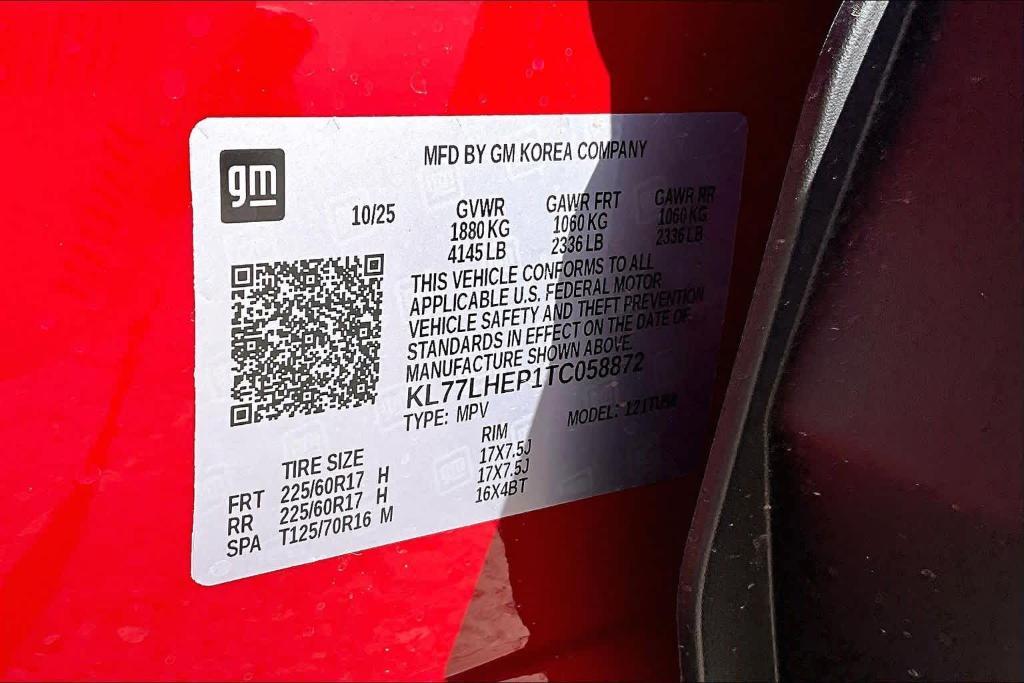 MFD BY GM KOREA COMPANY
gm
10/25
GVWR GAWR FRT GAWR RR
1880 KG 1060 KG 1060 KG
4145 LB 2336 LB 2336 LB
THIS VEHICLE CONFORMS TO ALL
APPLICABLE U.S. FEDERAL MOTOR
VEHICLE SAFETY AND THEFT PREVENTION
STANDARDS IN EFFECT ON THE DATE OF
MANUFACTURE SHOWN ABOVE.
KL77LHEP1TC058872
TYPE: MPV MODEL:
TIRE SIZE RIM
FRT 225/60R17 H 17X7.5J
RR 225/60R17 H 17X7.5J
SPA T125/70R16 M 16X4BT